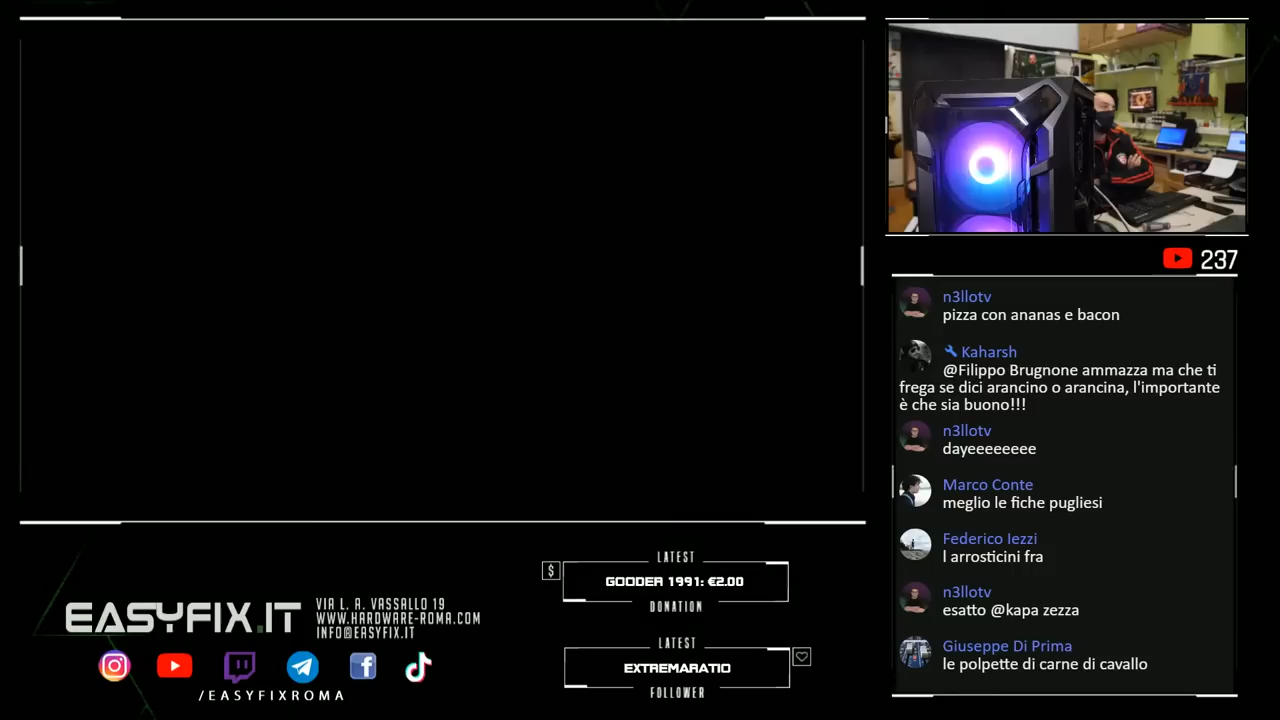 237
n3llotv
pizza con ananas e bacon
Kaharsh
@Filippo Brugnone ammazza ma che ti
frega se dici arancino o arancina, l'importante
è che sia buono!!!
n3llotv
dayeeeeeeee
Marco Conte
meglio le fiche pugliesi
Federico Iezzi
l arrosticini fra
n3llotv
esatto @kapa zezza
Giuseppe Di Prima
le polpette di carne di cavallo
LATEST
$
GOODER 1991: €2.00
DONATION
LATEST
EXTREMARATIO
FOLLOWER
EASYFIX.IT
VIA L. A. VASSALLO 19
WWW.HARDWARE-ROMA.COM
INFO@EASYFIX.IT
/EASYFIXROMA